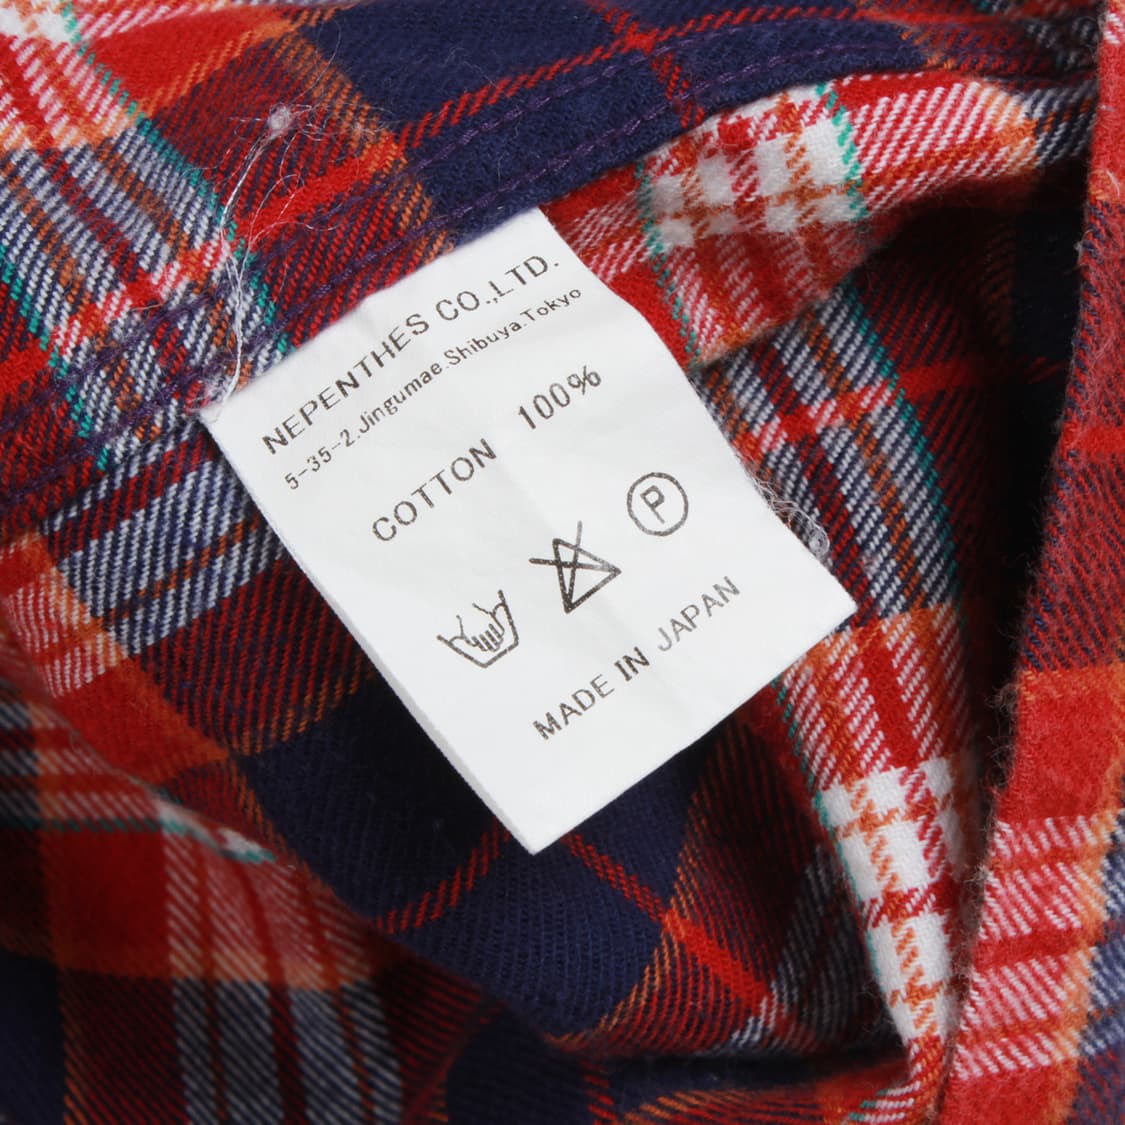 NEPENTHES CO.,LTD.
5-35-2.Jingumae.Shibuya.Tokyo
COTTON 100%
P
MADE IN JAPAN